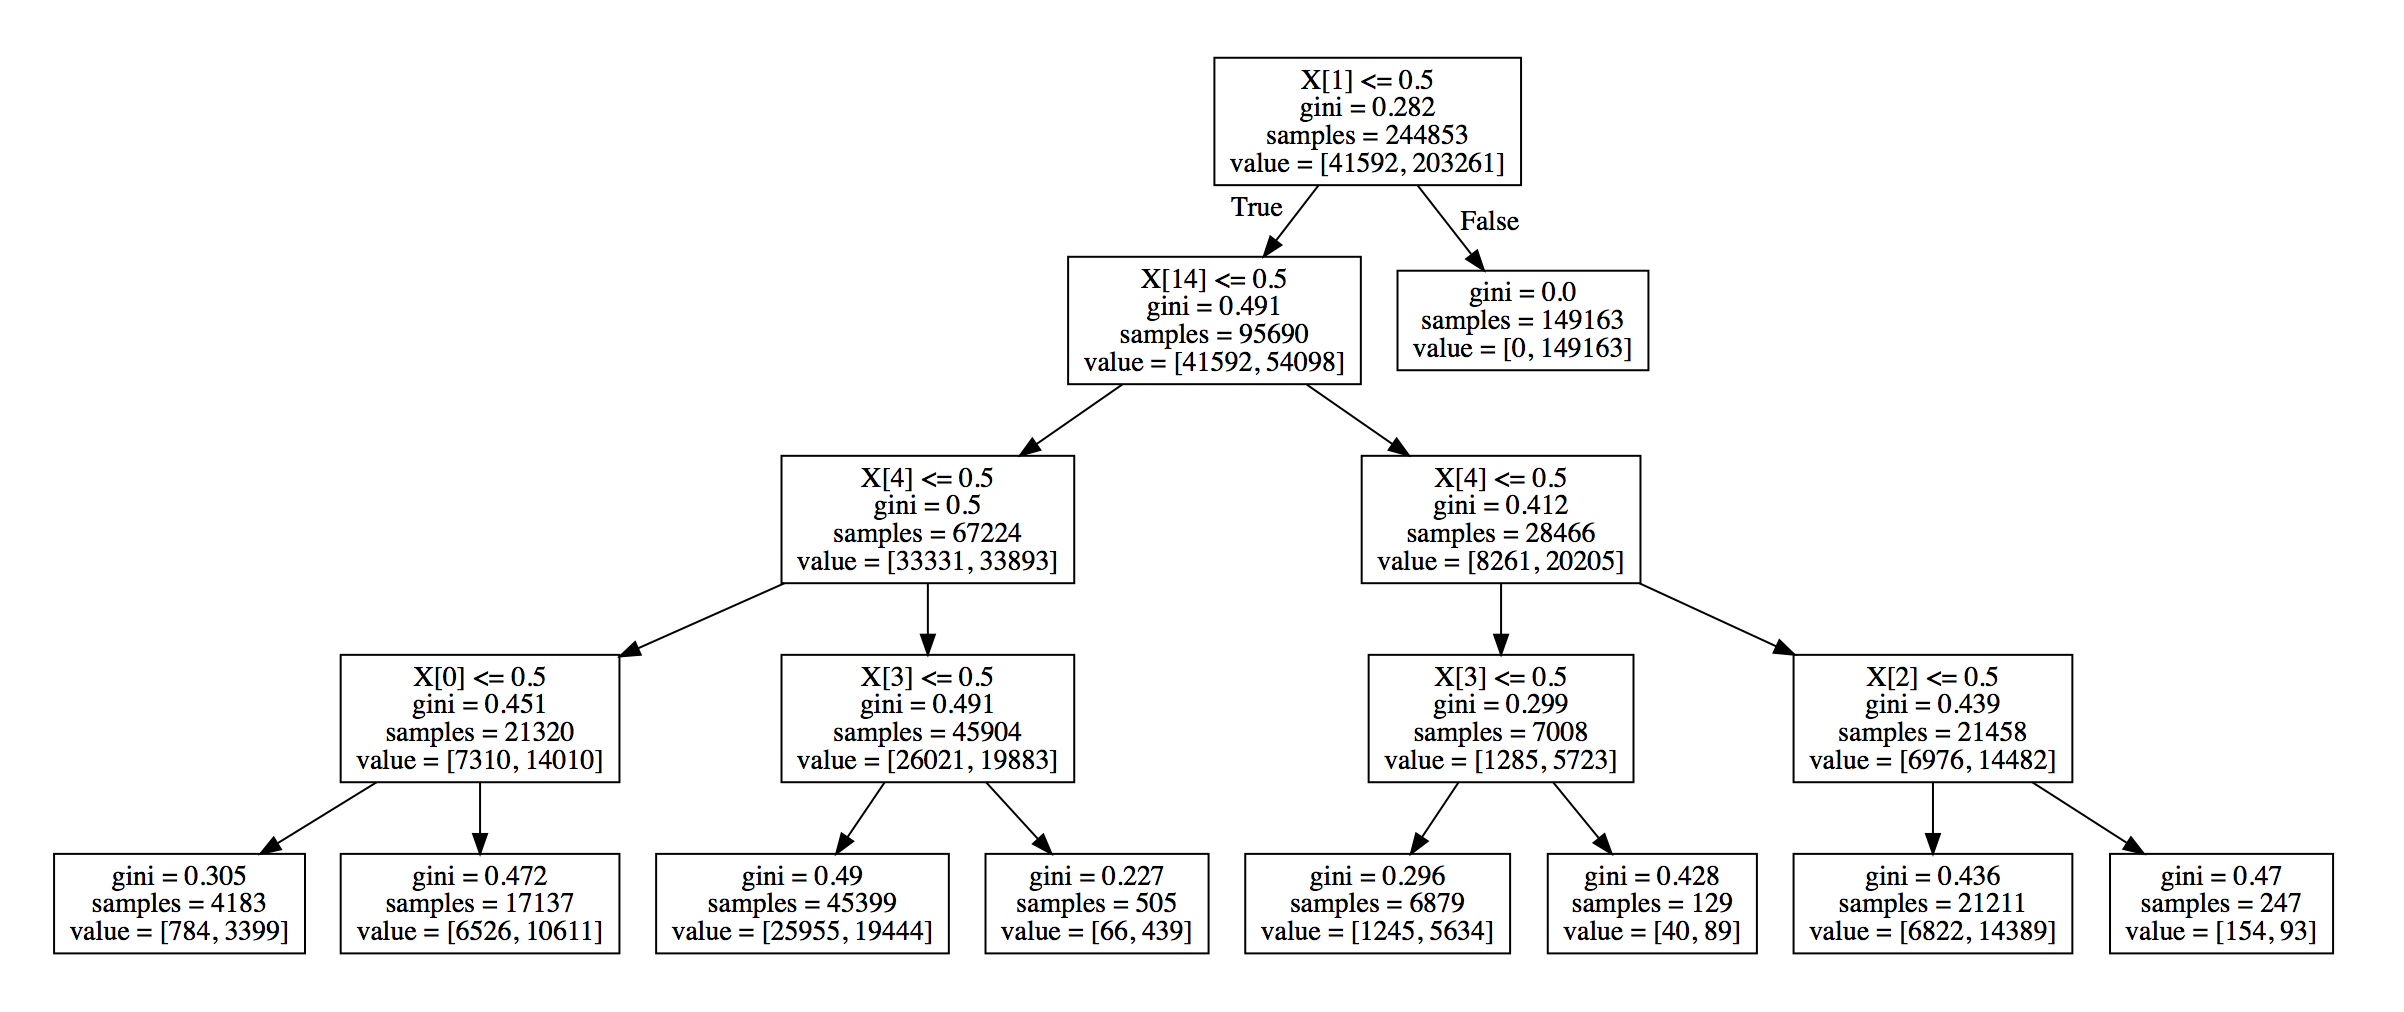 X[1] <= 0.5
gini = 0.282
samples = 244853
value = [41592, 203261]
True
False
X[14] <= 0.5
gini = 0.491
samples = 95690
value = [41592, 54098]
gini = 0.0
samples = 149163
value = [0, 149163]
X[4] <= 0.5
gini = 0.5
samples = 67224
value = [33331, 33893]
X[4] <= 0.5
gini = 0.412
samples = 28466
value = [8261, 20205]
X[0] <= 0.5
gini = 0.451
samples = 21320
value = [7310, 14010]
X[3] <= 0.5
gini = 0.491
samples = 45904
value = [26021, 19883]
X[3] <= 0.5
gini = 0.299
samples = 7008
value = [1285, 5723]
X[2] <= 0.5
gini = 0.439
samples = 21458
value = [6976, 14482]
gini = 0.305
samples = 4183
value = [784, 3399]
gini = 0.472
samples = 17137
value = [6526, 10611]
gini = 0.49
samples = 45399
value = [25955, 19444]
gini = 0.227
samples = 505
value = [66, 439]
gini = 0.296
samples = 6879
value = [1245, 5634]
gini = 0.428
samples = 129
value = [40, 89]
gini = 0.436
samples = 21211
value = [6822, 14389]
gini = 0.47
samples = 247
value = [154, 93]